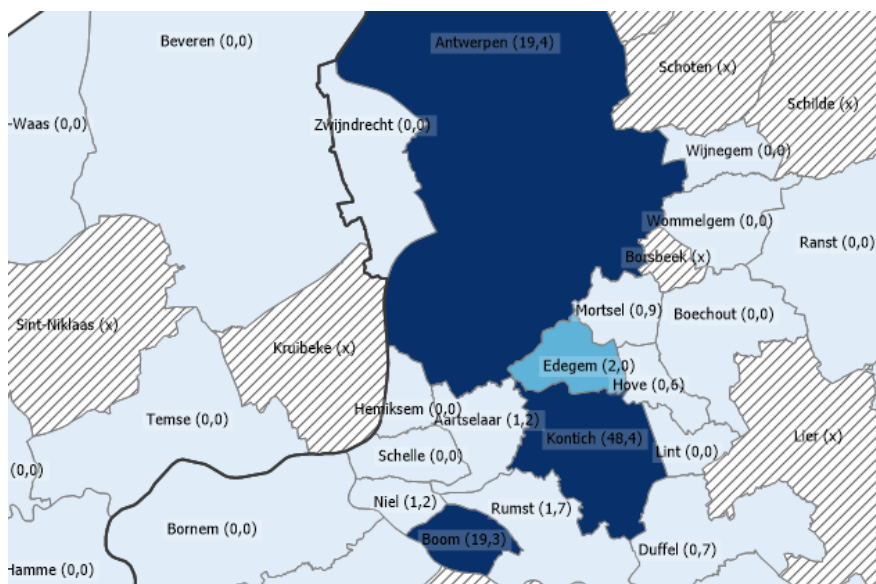 Beveren (0,0)
Antwerpen (19,4)
Schoten (x)
Schilde (x)
-Waas (0,0)
Zwijndrecht (0,0)
Wijnegem (0,0)
Wommelgem (0,0)
Ranst (0,0)
Borsbeek (x)
Sint-Niklaas (x)
Mortsel (0,9)
Boechout (0,0)
Kruibeke (x)
Edegem (2,0)
Hove (0,6)
Temse (0,0)
Hemiksem (0,0)
Aartselaar (1,2)
Kontich (48,4)
Lier (x)
Schelle (0,0)
Lint (0,0)
(0,0)
Niel (1,2)
Rumst (1,7)
Bornem (0,0)
Boom (19,3)
Duffel (0,7)
Hamme (0,0)